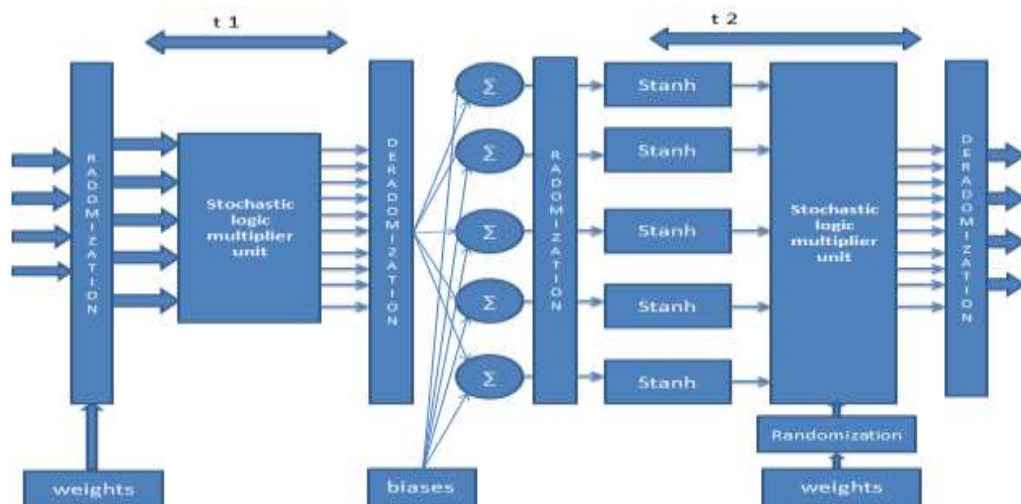 t 1
t 2
RADOMIZATION
Stochastic
logic
multiplier
unit
DERADOMIZATION
Σ
Σ
Σ
Σ
Σ
RADOMIZATION
Stanh
Stanh
Stanh
Stanh
Stanh
Stochastic
logic
multiplier
unit
DERADOMIZATION
Randomization
weights
biases
weights